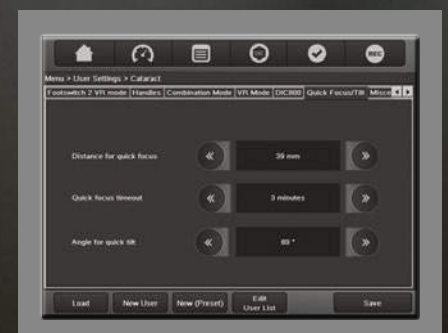 REC
Menu > User Settings > Cataract
Footswitch 2 VR mode Handles Combination Mode VR Mode DIC800 Quick Focus/Tilt Misce
Distance for quick focus 39 mm
Quick focus timeout 3 minutes
Angle for quick tilt 80 °
Load New User New (Preset) Edit User List Save